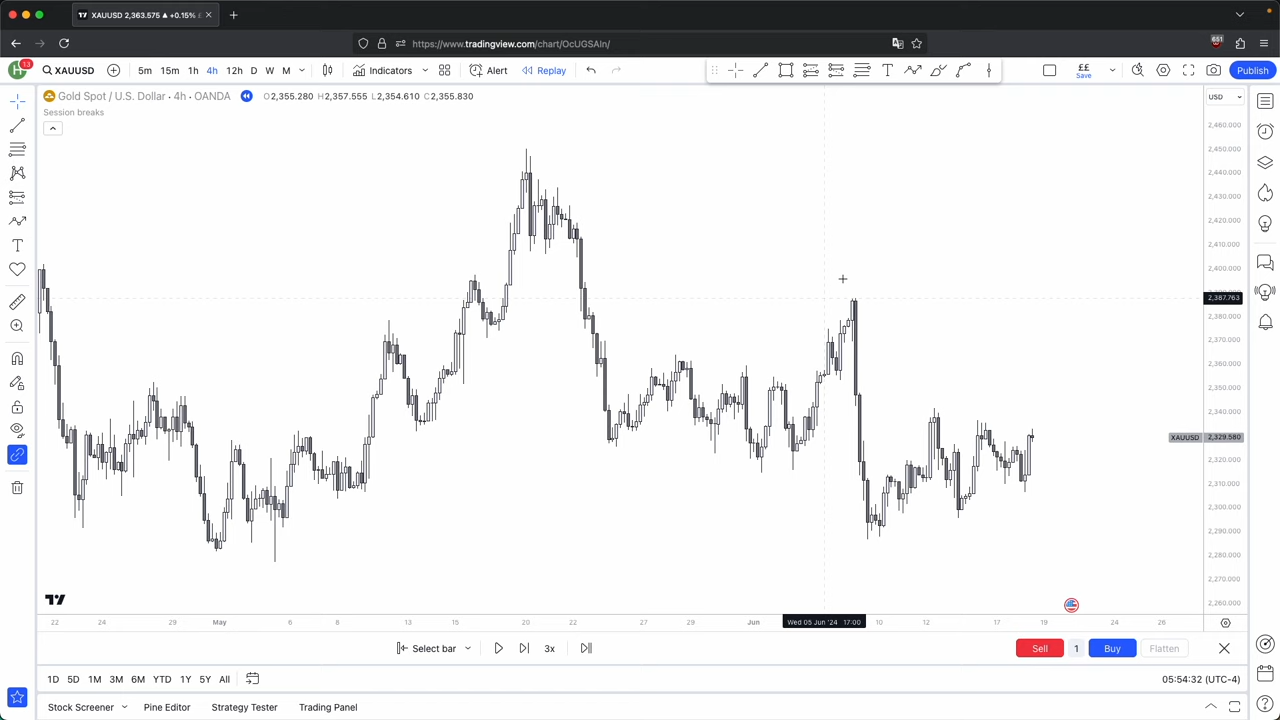 XAUUSD 2,363.575 ▲ +0.15% £
https://www.tradingview.com/chart/OcUGSAIn/
651
H 13 XAUUSD 5m 15m 1h 4h 12h D W M Indicators Alert Replay T ££ Save Publish
Gold Spot / U.S. Dollar · 4h · OANDA O2,355.280 H2,357.555 L2,354.610 C2,355.830
USD
Session breaks
2,460.000
2,450.000
2,440.000
2,430.000
2,420.000
2,410.000
2,400.000
2,387.763
2,380.000
2,370.000
2,360.000
2,350.000
2,340.000
XAUUSD 2,329.580
2,320.000
2,310.000
2,300.000
2,290.000
2,280.000
2,270.000
2,260.000
22 24 29 May 6 8 13 15 20 22 27 29 Jun Wed 05 Jun '24 17:00 10 12 17 19 24 26
Select bar 3x Sell 1 Buy Flatten
1D 5D 1M 3M 6M YTD 1Y 5Y All 05:54:32 (UTC-4)
Stock Screener Pine Editor Strategy Tester Trading Panel